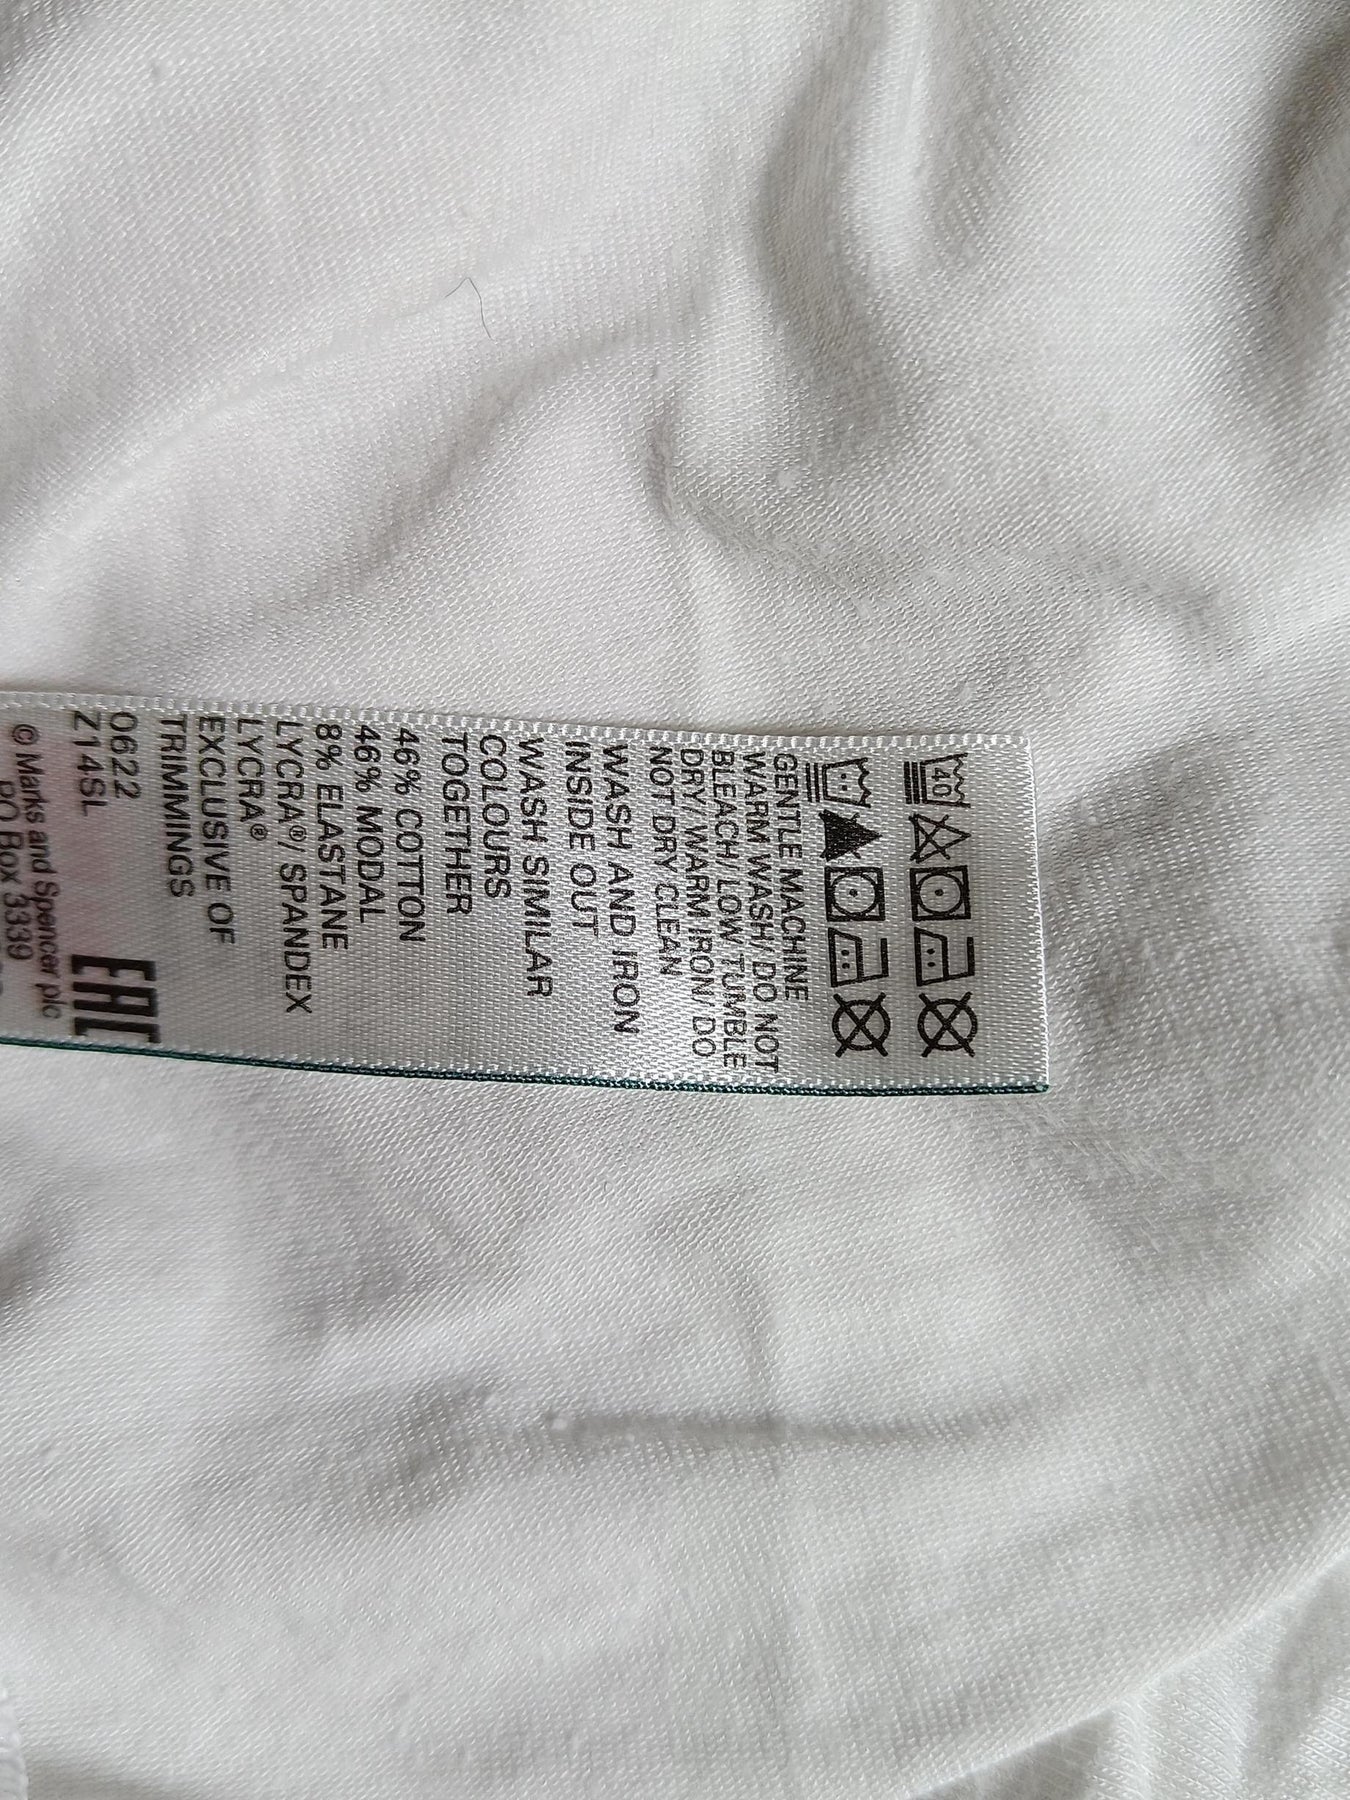 40
GENTLE MACHINE
WARM WASH/ DO NOT
BLEACH/ LOW TUMBLE
DRY/ WARM IRON/ DO
NOT DRY CLEAN
WASH AND IRON
INSIDE OUT
WASH SIMILAR
COLOURS
TOGETHER
46% COTTON
46% MODAL
8% ELASTANE
LYCRA®/ SPANDEX
LYCRA®
EXCLUSIVE OF
TRIMMINGS
0622
Z14SL
EAC
© Marks and Spencer plc
PO Box 3339